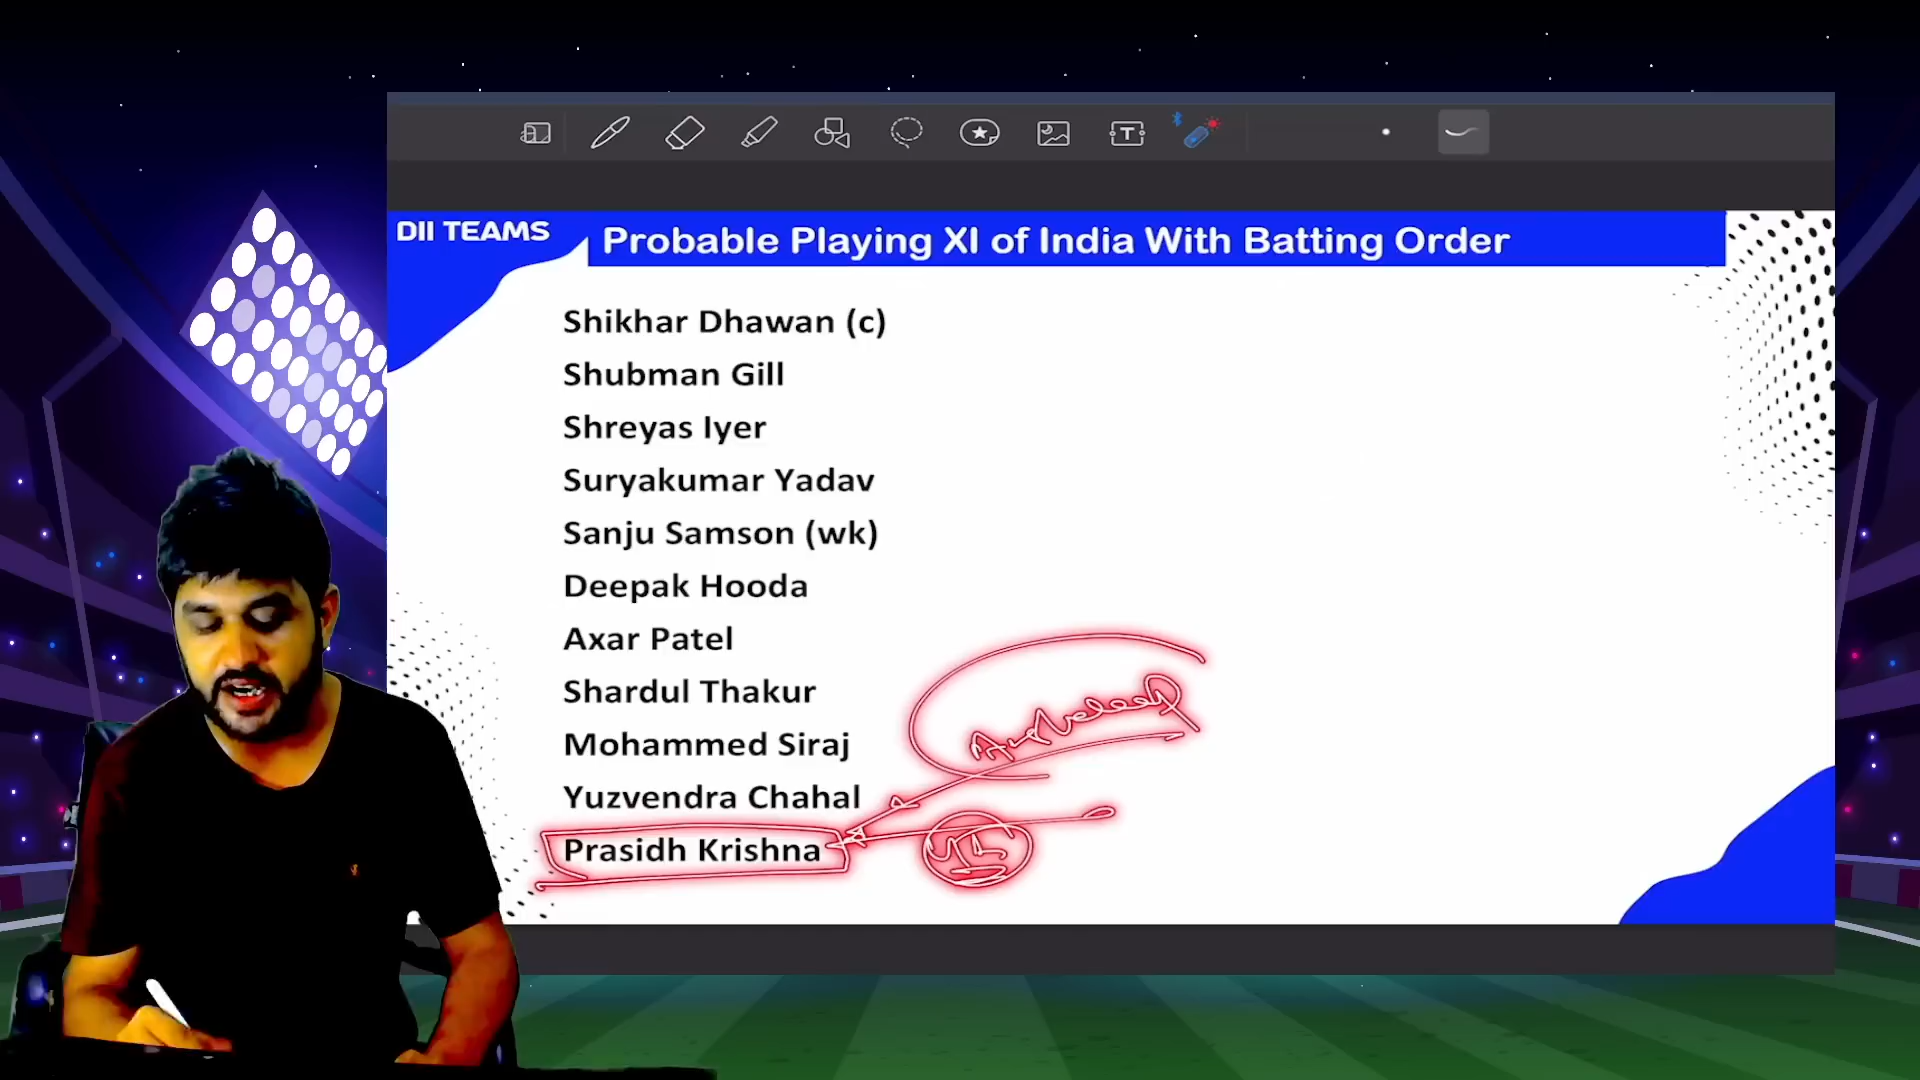 DII TEAMS
Probable Playing XI of India With Batting Order
Shikhar Dhawan (c)
Shubman Gill
Shreyas Iyer
Suryakumar Yadav
Sanju Samson (wk)
Deepak Hooda
Axar Patel
Shardul Thakur
Arshdeep
Mohammed Siraj
Yuzvendra Chahal
Prasidh Krishna